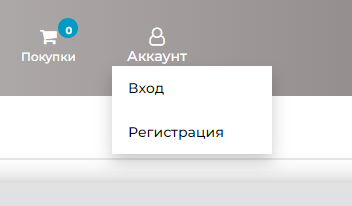 0
Покупки
Аккаунт
Вход
Регистрация